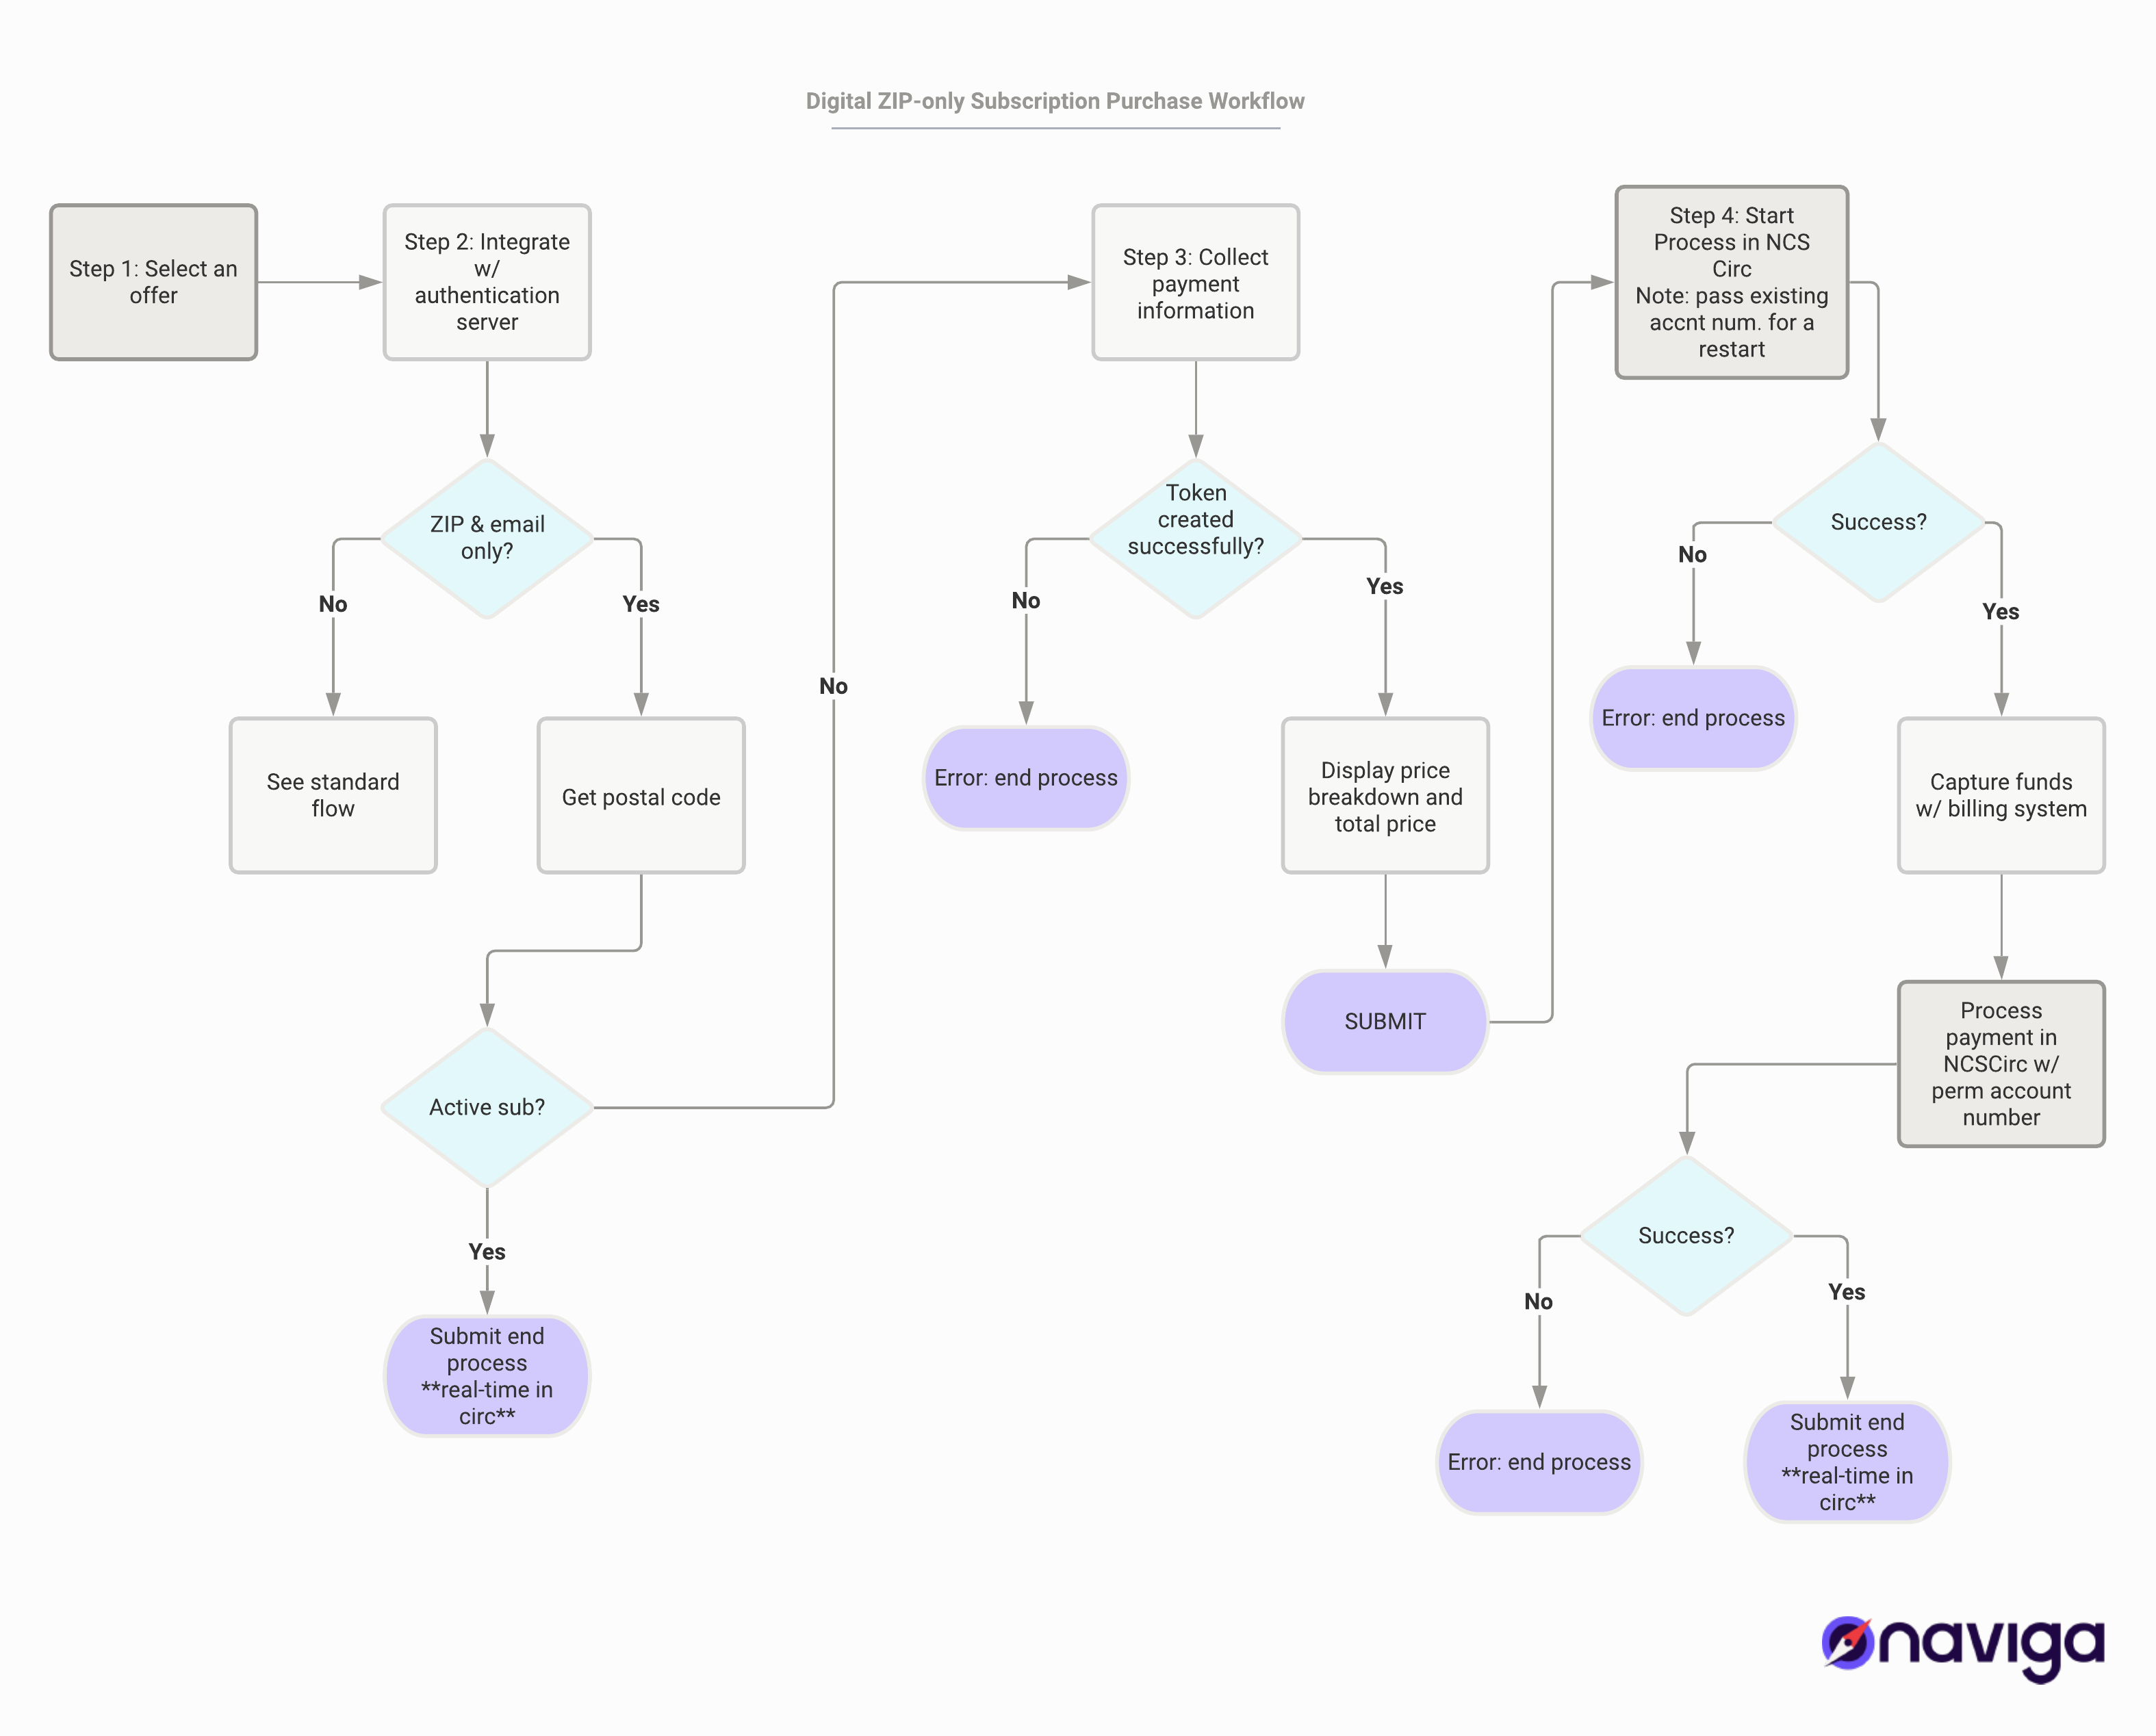 Digital ZIP-only Subscription Purchase Workflow
Step 1: Select an
offer
Step 2: Integrate
w/
authentication
server
ZIP & email
only?
No
Yes
See standard
flow
Get postal code
Active sub?
No
Yes
Submit end
process
**real-time in
circ**
Step 3: Collect
payment
information
Token
created
successfully?
No
Yes
Error: end process
Display price
breakdown and
total price
SUBMIT
Step 4: Start
Process in NCS
Circ
Note: pass existing
accnt num. for a
restart
Success?
No
Yes
Error: end process
Capture funds
w/ billing system
Process
payment in
NCSCirc w/
perm account
number
Success?
No
Yes
Error: end process
Submit end
process
**real-time in
circ**
naviga